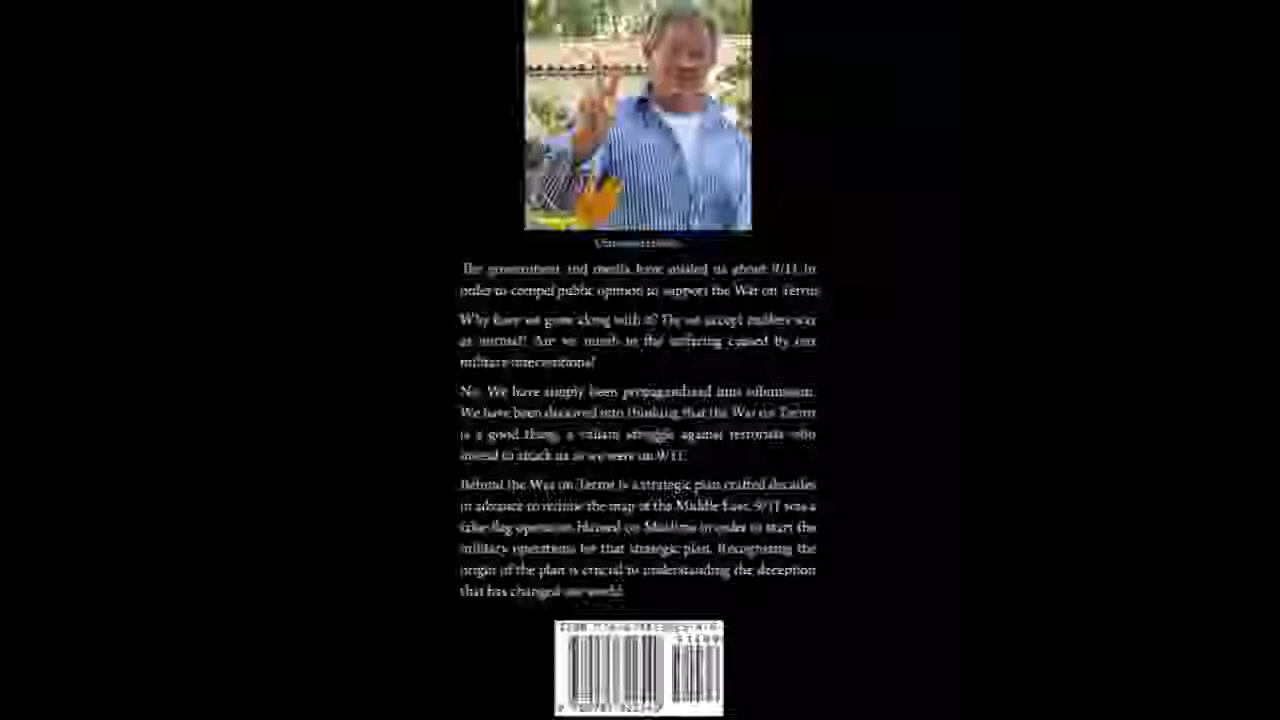 The government and media have misled us about 9/11 in
order to compel public opinion to support the War on Terror
Why have we gone along with it? Do we accept endless war
as normal? Are we numb to the suffering caused by our
military interventions?
No. We have simply been propagandized into submission.
We have been deceived into thinking that the War on Terror
is a good thing, a valiant struggle against terrorists who
intend to attack us as we were on 9/11.
Behind the War on Terror is a strategic plan crafted decades
in advance to redraw the map of the Middle East. 9/11 was a
false-flag operation blamed on Muslims in order to start the
military operations for that strategic plan. Recognizing the
origin of the plan is crucial to understanding the deception
that has changed our world.